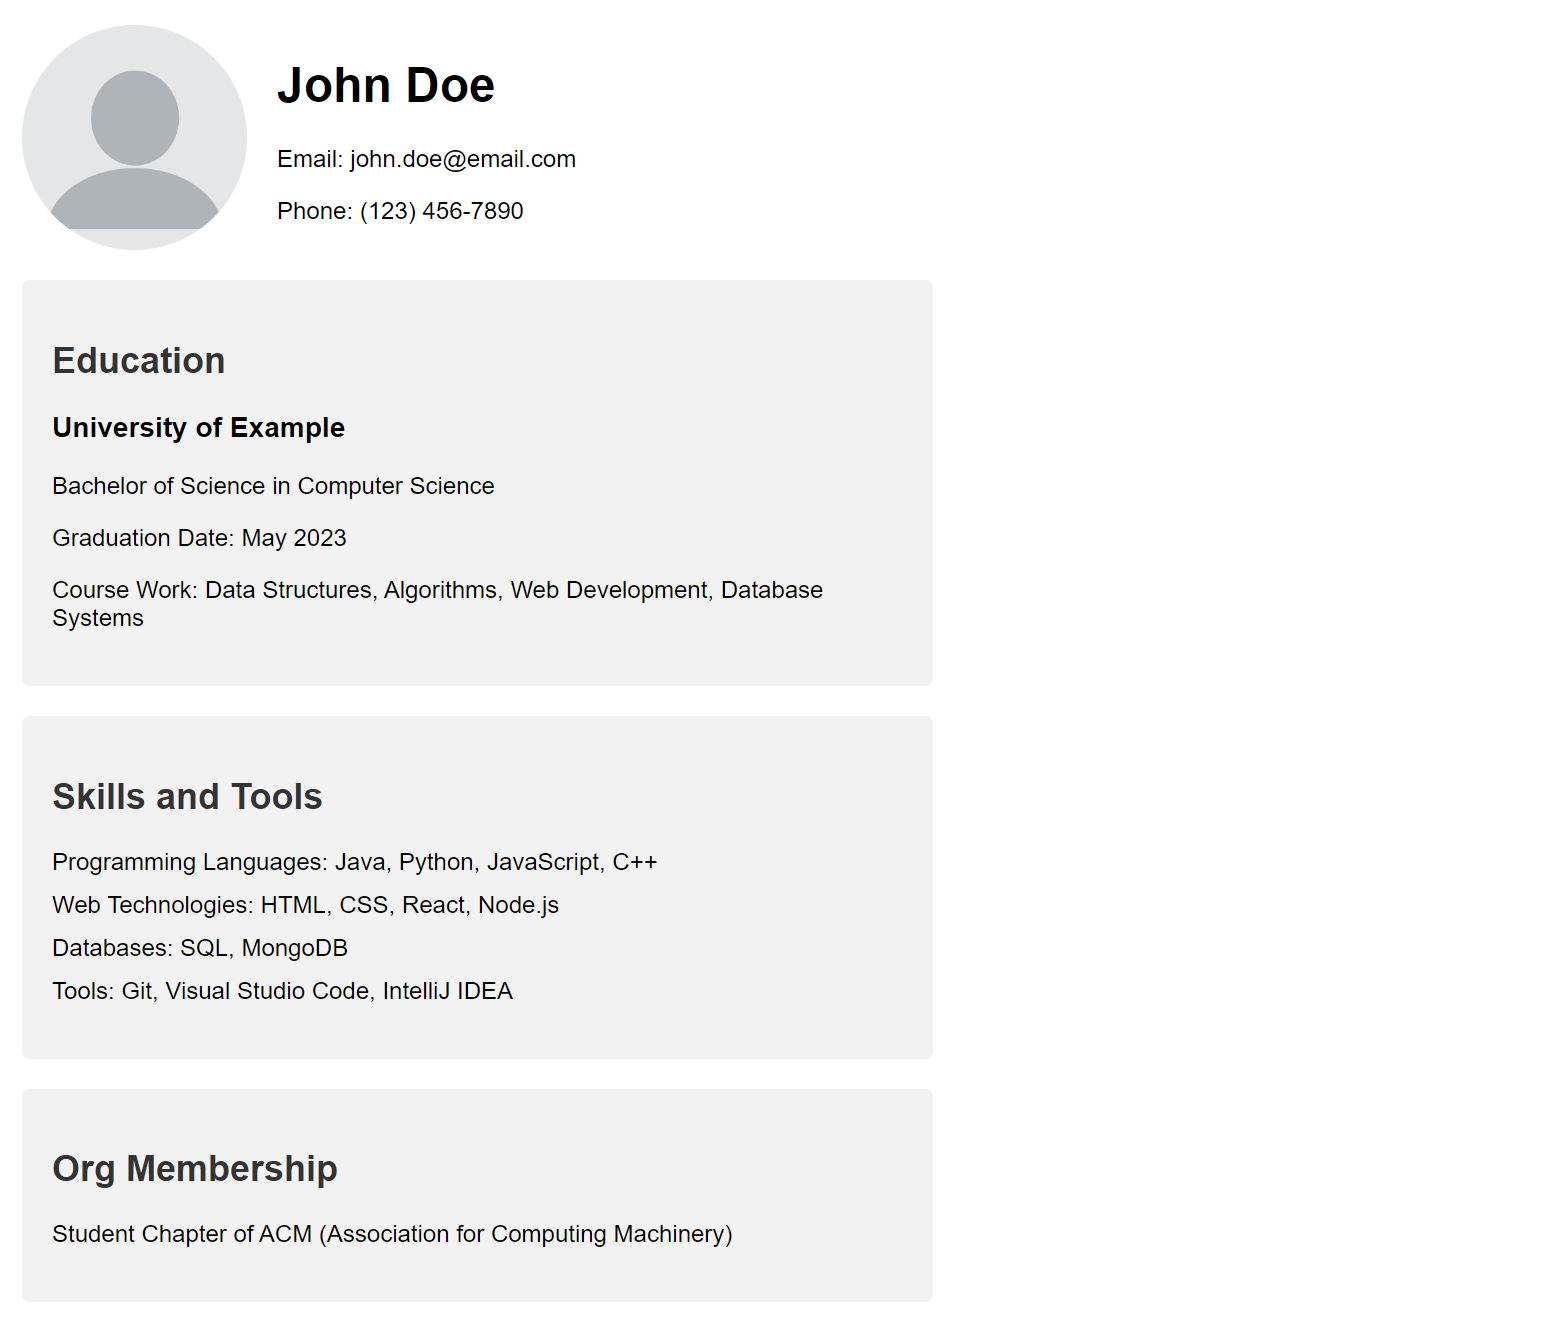 John Doe
Email: john.doe@email.com
Phone: (123) 456-7890
Education
University of Example
Bachelor of Science in Computer Science
Graduation Date: May 2023
Course Work: Data Structures, Algorithms, Web Development, Database
Systems
Skills and Tools
Programming Languages: Java, Python, JavaScript, C++
Web Technologies: HTML, CSS, React, Node.js
Databases: SQL, MongoDB
Tools: Git, Visual Studio Code, IntelliJ IDEA
Org Membership
Student Chapter of ACM (Association for Computing Machinery)